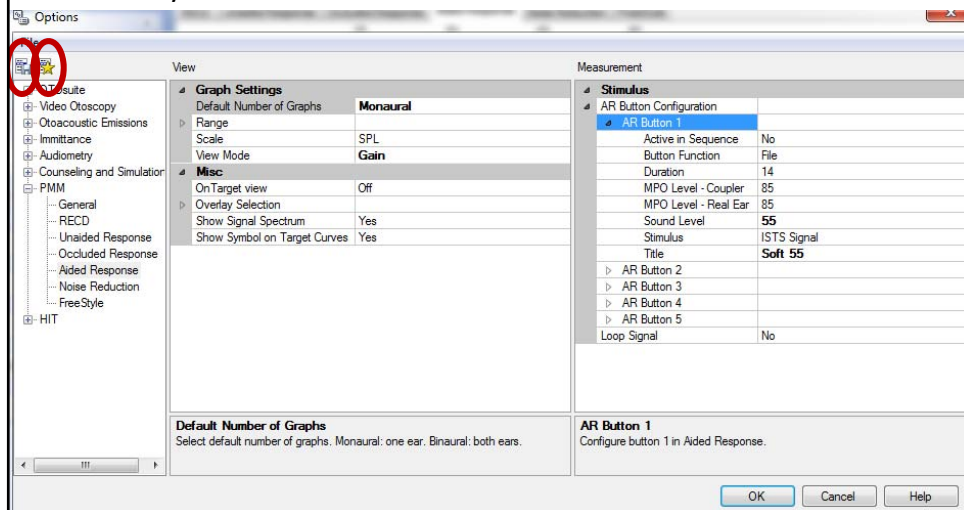 Options
View
Measurement
OTOsuite
Video Otoscopy
Otoacoustic Emissions
Immittance
Audiometry
Counseling and Simulation
PMM
General
RECD
Unaided Response
Occluded Response
Aided Response
Noise Reduction
FreeStyle
HIT
Graph Settings
Default Number of Graphs Monaural
Range
Scale SPL
View Mode Gain
Misc
OnTarget view Off
Overlay Selection
Show Signal Spectrum Yes
Show Symbol on Target Curves Yes
Stimulus
AR Button Configuration
AR Button 1
Active in Sequence No
Button Function File
Duration 14
MPO Level - Coupler 85
MPO Level - Real Ear 85
Sound Level 55
Stimulus ISTS Signal
Title Soft 55
AR Button 2
AR Button 3
AR Button 4
AR Button 5
Loop Signal No
Default Number of Graphs
Select default number of graphs. Monaural: one ear. Binaural: both ears.
AR Button 1
Configure button 1 in Aided Response.
OK Cancel Help